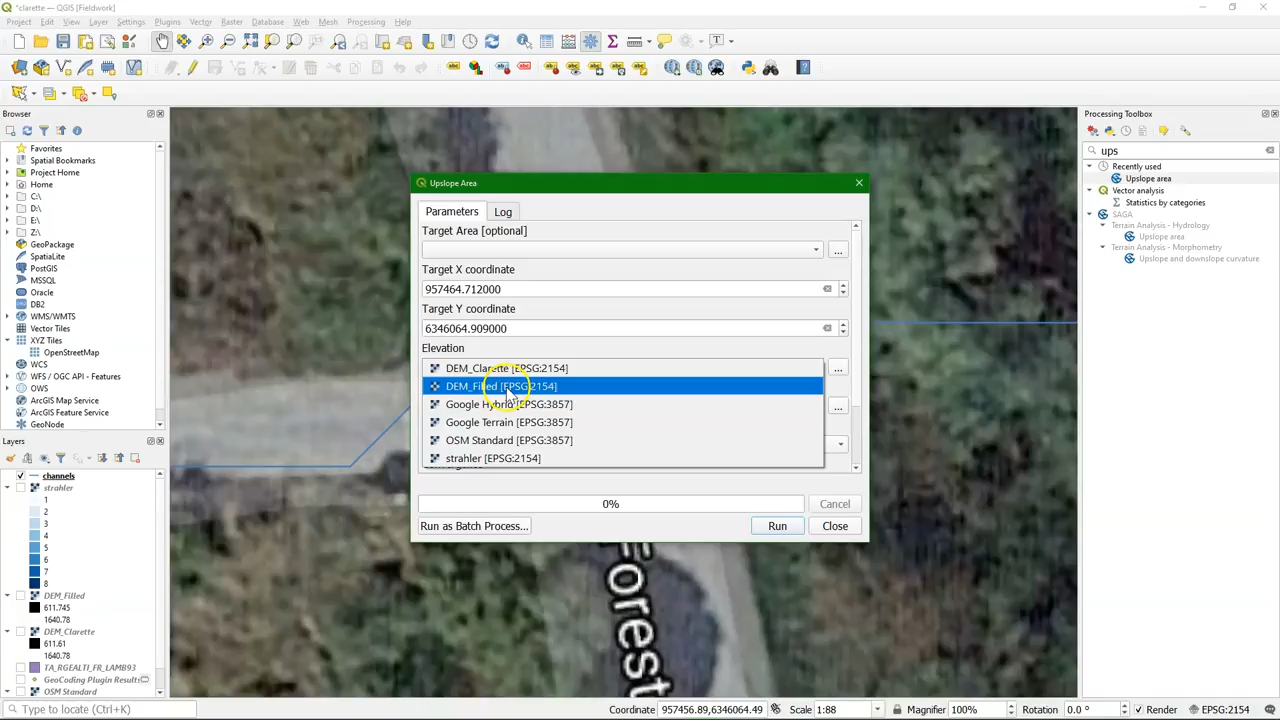 *clarette — QGIS [Fieldwork]
Project Edit View Layer Settings Plugins Vector Raster Database Web Mesh Processing Help
Browser
Favorites
Spatial Bookmarks
Project Home
Home
C:\
D:\
E:\
Z:\
GeoPackage
SpatiaLite
PostGIS
MSSQL
Oracle
DB2
WMS/WMTS
Vector Tiles
XYZ Tiles
OpenStreetMap
WCS
WFS / OGC API - Features
OWS
ArcGIS Map Service
ArcGIS Feature Service
GeoNode
Layers
channels
strahler
1
2
3
4
5
6
7
8
DEM_Filled
611.745
1640.78
DEM_Clarette
611.61
1640.78
TA_RGEALTI_FR_LAMB93
GeoCoding Plugin Results
OSM Standard
Upslope Area
Parameters Log
Target Area [optional]
Target X coordinate
957464.712000
Target Y coordinate
6346064.909000
Elevation
DEM_Clarette [EPSG:2154]
DEM_Filled [EPSG:2154]
Google Hybrid [EPSG:3857]
Google Terrain [EPSG:3857]
OSM Standard [EPSG:3857]
strahler [EPSG:2154]
0%
Cancel
Run as Batch Process...
Run
Close
Forest
Processing Toolbox
ups
Recently used
Upslope area
Vector analysis
Statistics by categories
SAGA
Terrain Analysis - Hydrology
Upslope area
Terrain Analysis - Morphometry
Upslope and downslope curvature
Type to locate (Ctrl+K)
Coordinate 957456.89,6346064.49 Scale 1:88 Magnifier 100% Rotation 0.0 ° Render EPSG:2154